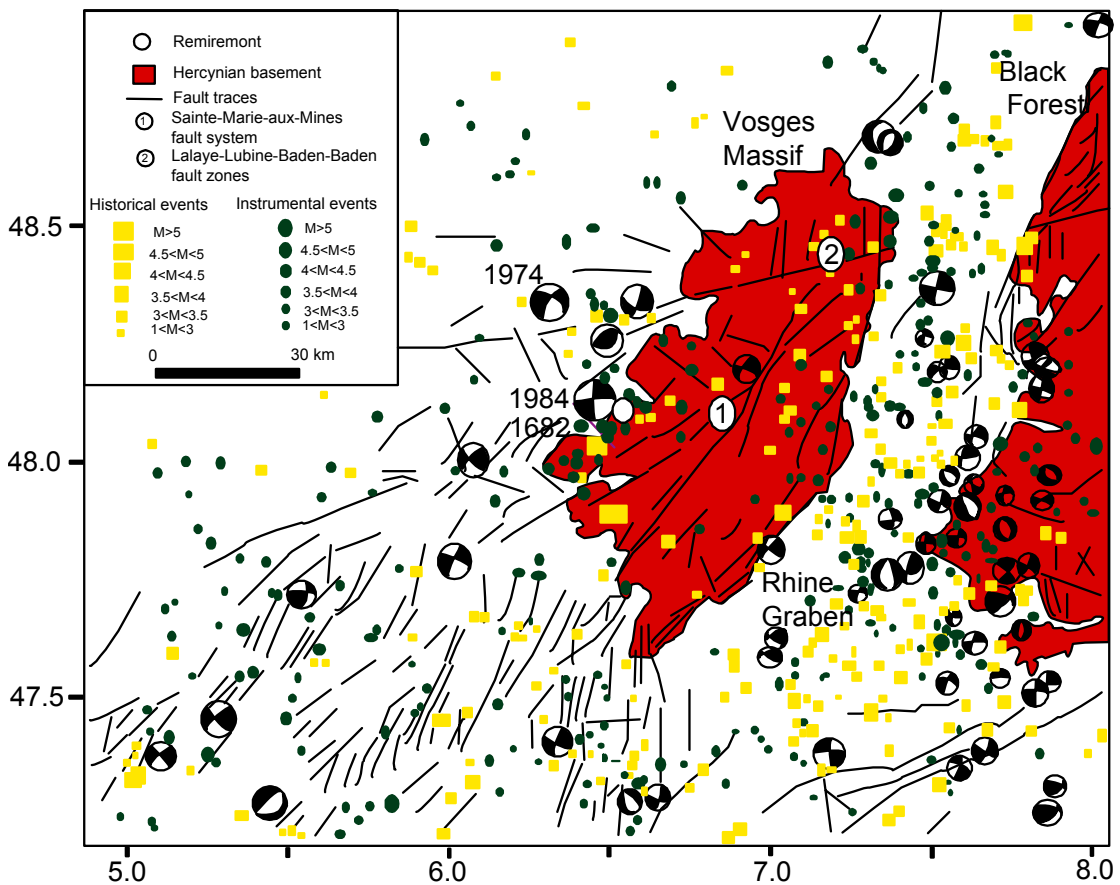 Remiremont
Hercynian basement
Fault traces
1
Sainte-Marie-aux-Mines
fault system
2
Lalaye-Lubine-Baden-Baden
fault zones
Historical events
Instrumental events
M>5
M>5
4.5<M<5
4.5<M<5
4<M<4.5
4<M<4.5
3.5<M<4
3.5<M<4
3<M<3.5
3<M<3.5
1<M<3
1<M<3
0
30 km
Black
Forest
Vosges
Massif
48.5
2
1974
1984
1
1682
48.0
Rhine
Graben
47.5
5.0
6.0
7.0
8.0